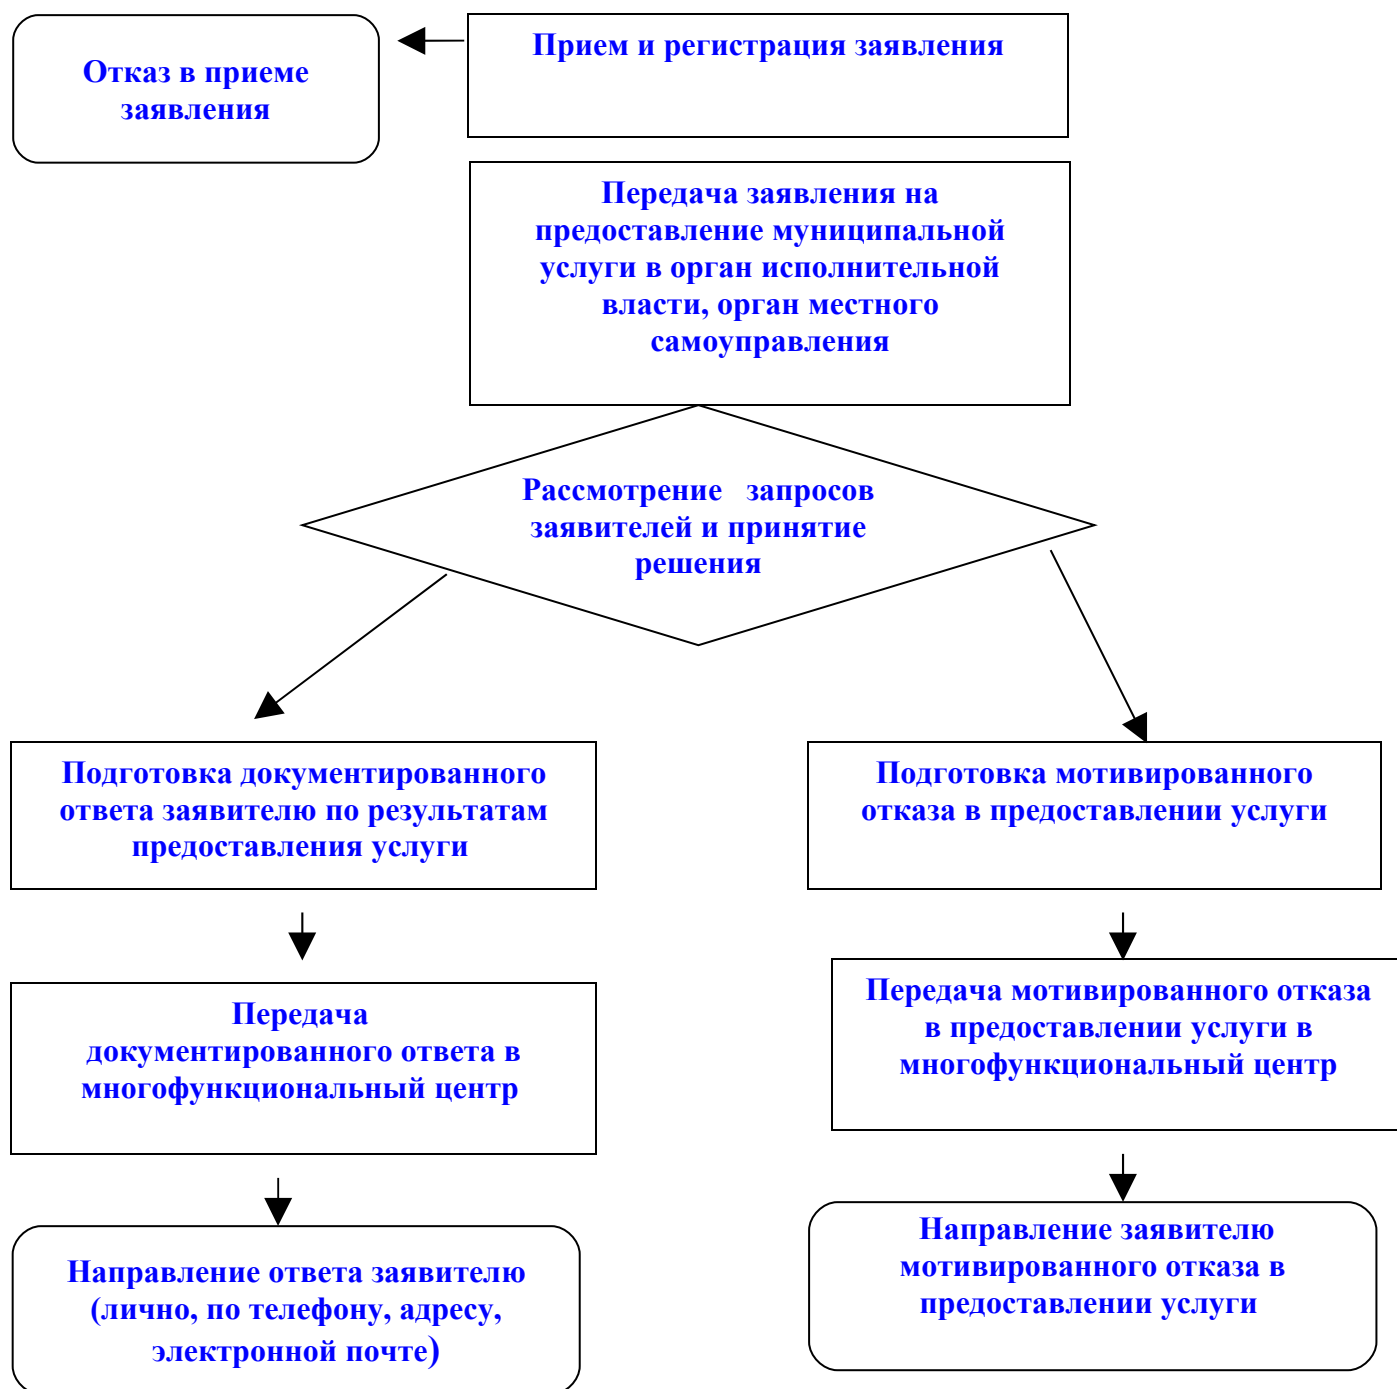 Отказ в приеме
заявления
Прием и регистрация заявления
Передача заявления на
предоставление муниципальной
услуги в орган исполнительной
власти, орган местного
самоуправления
Рассмотрение запросов
заявителей и принятие
решения
Подготовка документированного
ответа заявителю по результатам
предоставления услуги
Подготовка мотивированного
отказа в предоставлении услуги
Передача
документированного ответа в
многофункциональный центр
Передача мотивированного отказа
в предоставлении услуги в
многофункциональный центр
Направление ответа заявителю
(лично, по телефону, адресу,
электронной почте)
Направление заявителю
мотивированного отказа в
предоставлении услуги